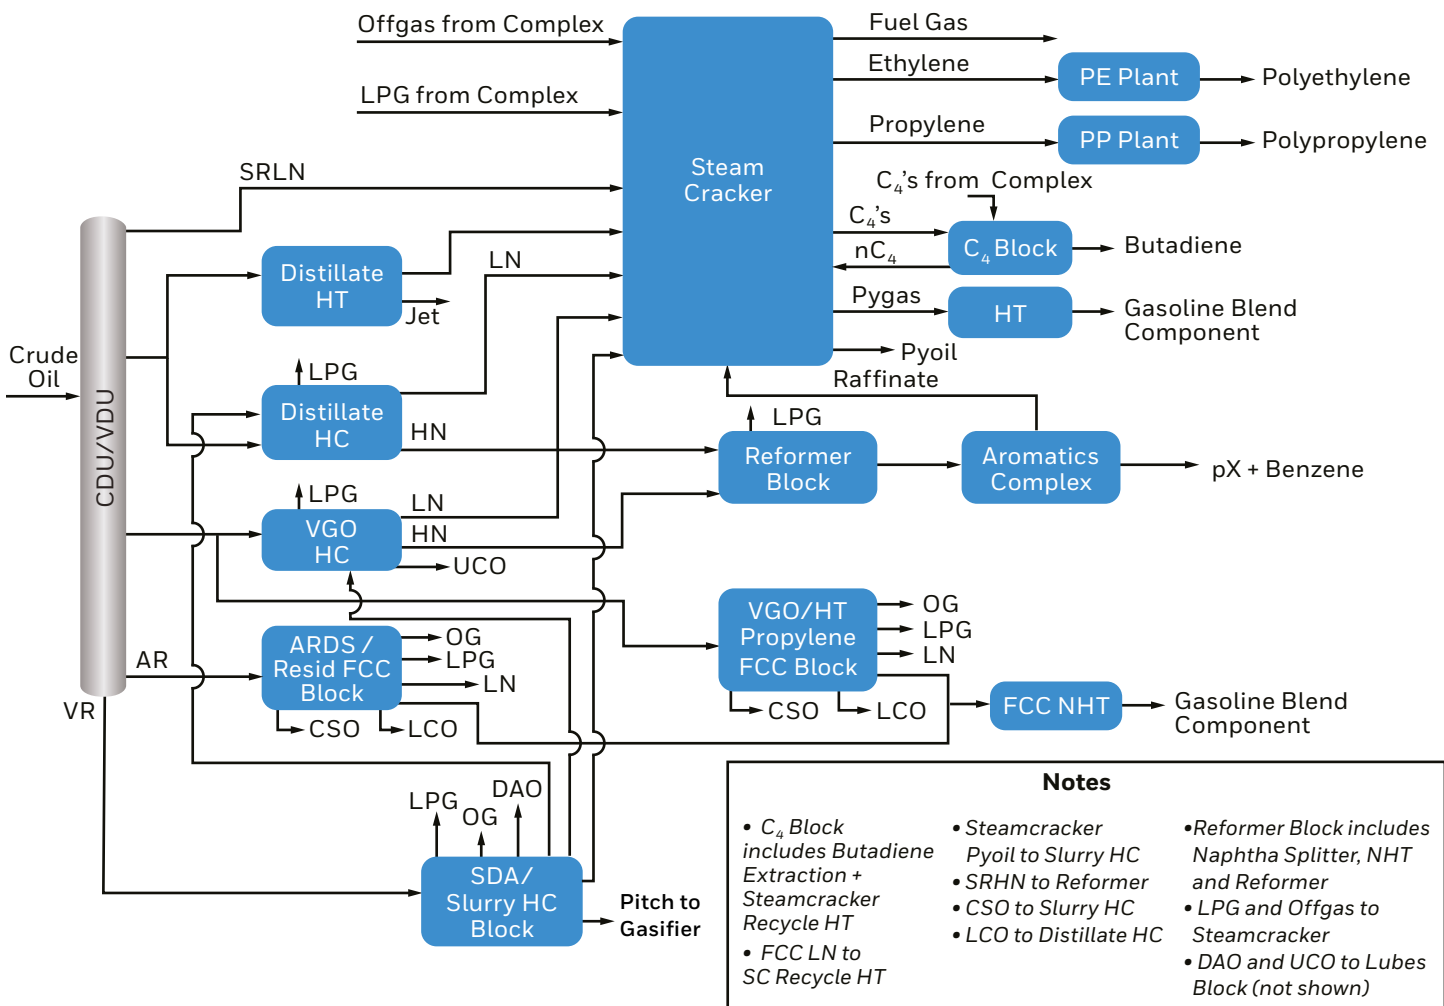 Offgas from Complex
LPG from Complex
SRLN
Steam
Cracker
Fuel Gas
Ethylene
PE Plant
Polyethylene
Propylene
PP Plant
Polypropylene
C₄'s from Complex
C₄'s
nC₄
C₄ Block
Butadiene
Pygas
HT
Gasoline Blend
Component
Pyoil
Raffinate
Distillate
HT
Jet
LN
Crude
Oil
CDU/VDU
LPG
Distillate
HC
HN
LPG
Reformer
Block
Aromatics
Complex
pX + Benzene
LPG
VGO
HC
LN
HN
UCO
AR
ARDS /
Resid FCC
Block
OG
LPG
LN
CSO
LCO
VGO/HT
Propylene
FCC Block
OG
LPG
LN
CSO
LCO
FCC NHT
Gasoline Blend
Component
VR
LPG
OG
DAO
SDA/
Slurry HC
Block
Pitch to
Gasifier
Notes
• C₄ Block
includes Butadiene
Extraction +
Steamcracker
Recycle HT
• FCC LN to
SC Recycle HT
• Steamcracker
Pyoil to Slurry HC
• SRHN to Reformer
• CSO to Slurry HC
• LCO to Distillate HC
• Reformer Block includes
Naphtha Splitter, NHT
and Reformer
• LPG and Offgas to
Steamcracker
• DAO and UCO to Lubes
Block (not shown)